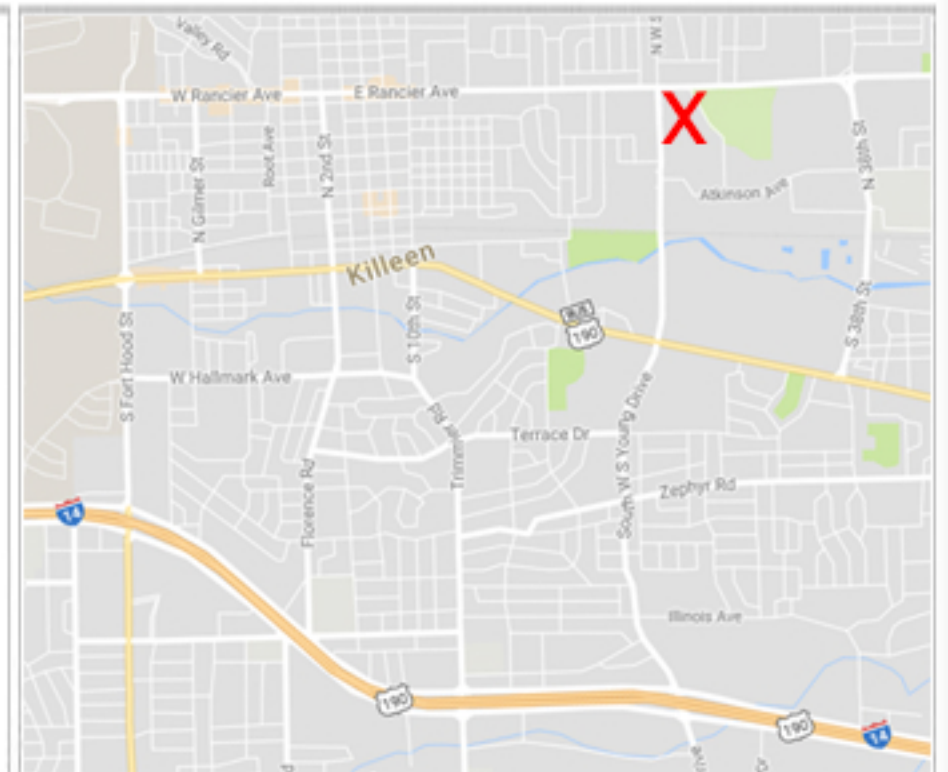 Valley Rd
N W S
W Rancier Ave
E Rancier Ave
X
N Gilmer St
Root Ave
N 2nd St
N 38th St
Atkinson Ave
Killeen
190
S Fort Hood St
S 10th St
S 38th St
W Hallmark Ave
Trimmier Rd
Terrace Dr
South W S Young Drive
Florence Rd
Zephyr Rd
14
Illinois Ave
190
190
14